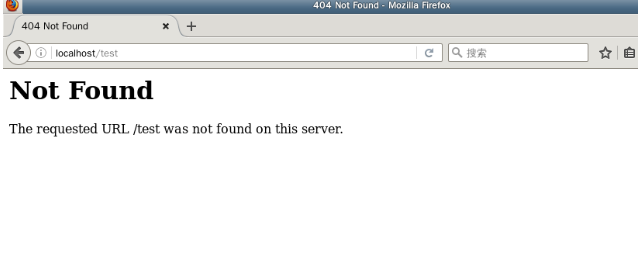 404 Not Found - Mozilla Firefox
404 Not Found
localhost/test
搜索
Not Found
The requested URL /test was not found on this server.